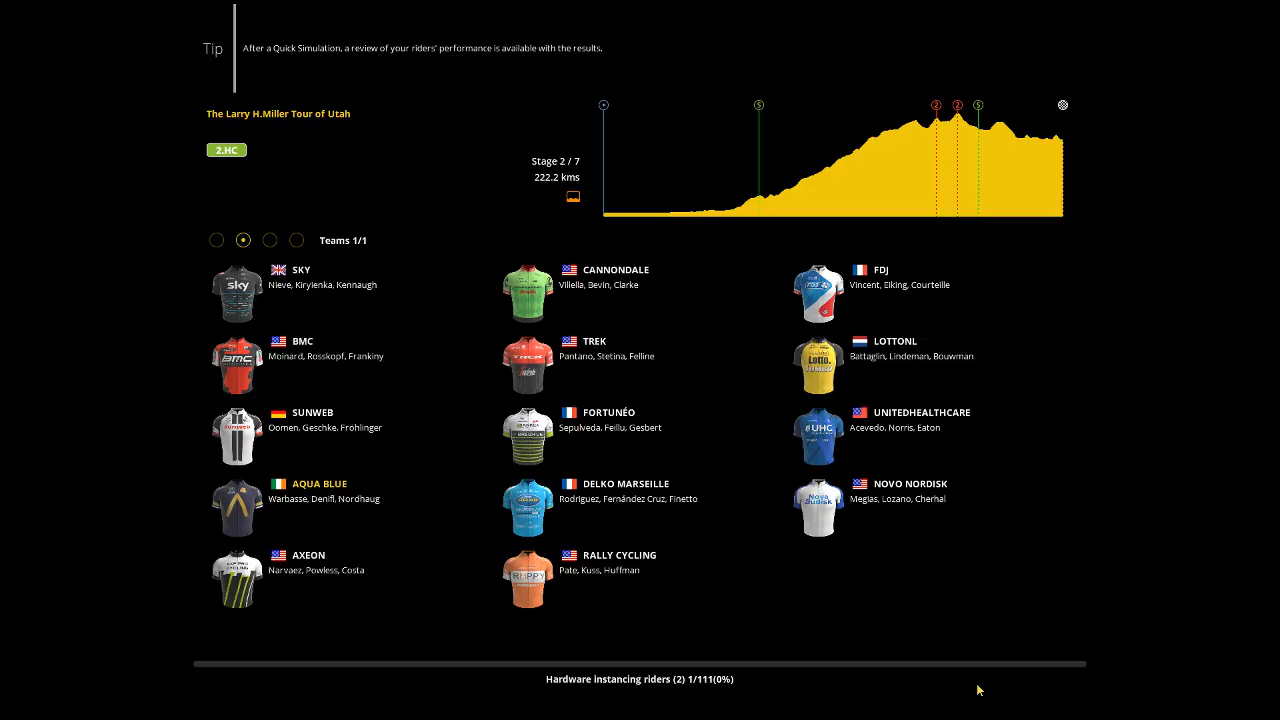 Tip
After a Quick Simulation, a review of your riders' performance is available with the results.
The Larry H.Miller Tour of Utah
2.HC
S
2
2
S
Stage 2 / 7
222.2 kms
Teams 1/1
SKY
Nieve, Kiryienka, Kennaugh
CANNONDALE
Villella, Bevin, Clarke
FDJ
Vincent, Eiking, Courteille
BMC
Moinard, Rosskopf, Frankiny
TREK
Pantano, Stetina, Felline
LOTTONL
Battaglin, Lindeman, Bouwman
SUNWEB
Oomen, Geschke, Fröhlinger
FORTUNÉO
Sepulveda, Feillu, Gesbert
UNITEDHEALTHCARE
Acevedo, Norris, Eaton
AQUA BLUE
Warbasse, Denifl, Nordhaug
DELKO MARSEILLE
Rodriguez, Fernández Cruz, Finetto
NOVO NORDISK
Megias, Lozano, Cherhal
AXEON
Narvaez, Powless, Costa
RALLY CYCLING
Pate, Kuss, Huffman
Hardware instancing riders (2) 1/111(0%)